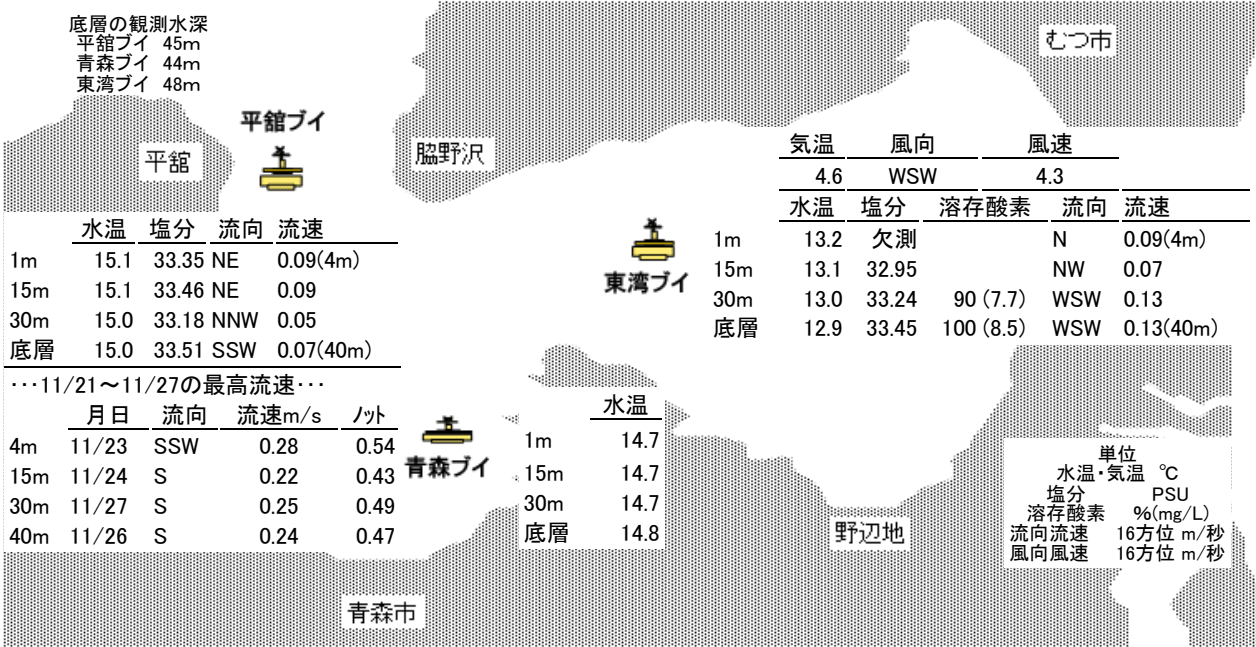 底層の観測水深
平舘ブイ 45m
青森ブイ 44m
東湾ブイ 48m
むつ市
平舘ブイ
平舘
脇野沢
気温 風向 風速
4.6 WSW 4.3
水温 塩分 溶存酸素 流向 流速
1m 13.2 欠測 N 0.09(4m)
15m 13.1 32.95 NW 0.07
30m 13.0 33.24 90 (7.7) WSW 0.13
底層 12.9 33.45 100 (8.5) WSW 0.13(40m)
東湾ブイ
水温 塩分 流向 流速
1m 15.1 33.35 NE 0.09(4m)
15m 15.1 33.46 NE 0.09
30m 15.0 33.18 NNW 0.05
底層 15.0 33.51 SSW 0.07(40m)
・・・11/21～11/27の最高流速・・・
月日 流向 流速m/s ノット
4m 11/23 SSW 0.28 0.54
15m 11/24 S 0.22 0.43
30m 11/27 S 0.25 0.49
40m 11/26 S 0.24 0.47
青森ブイ
水温
1m 14.7
15m 14.7
30m 14.7
底層 14.8
単位
水温・気温 ℃
塩分 PSU
溶存酸素 %(mg/L)
流向流速 16方位 m/秒
風向風速 16方位 m/秒
野辺地
青森市